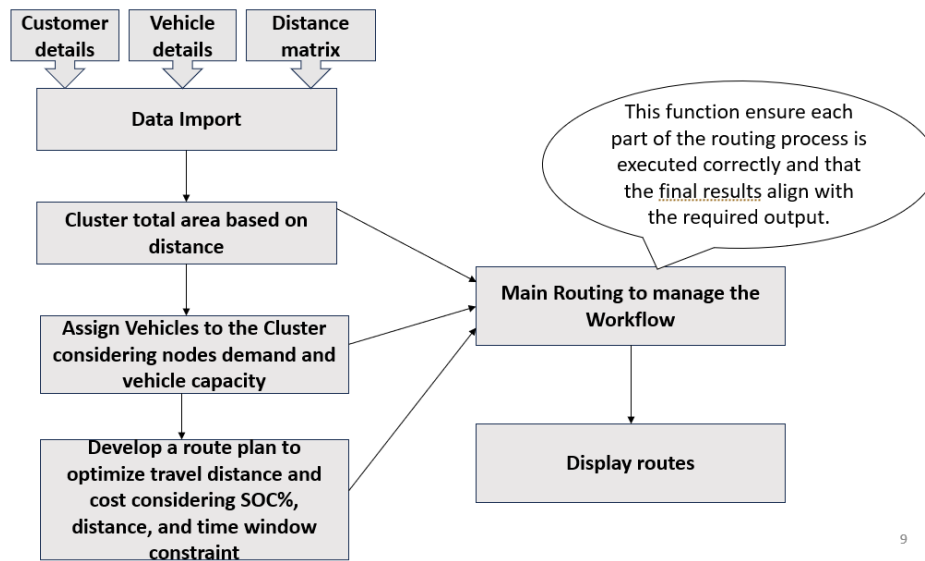 Customer
details
Vehicle
details
Distance
matrix
Data Import
Cluster total area based on
distance
Assign Vehicles to the Cluster
considering nodes demand and
vehicle capacity
Develop a route plan to
optimize travel distance and
cost considering SOC%,
distance, and time window
constraint
This function ensure each
part of the routing process is
executed correctly and that
the final results align with
the required output.
Main Routing to manage the
Workflow
Display routes
9